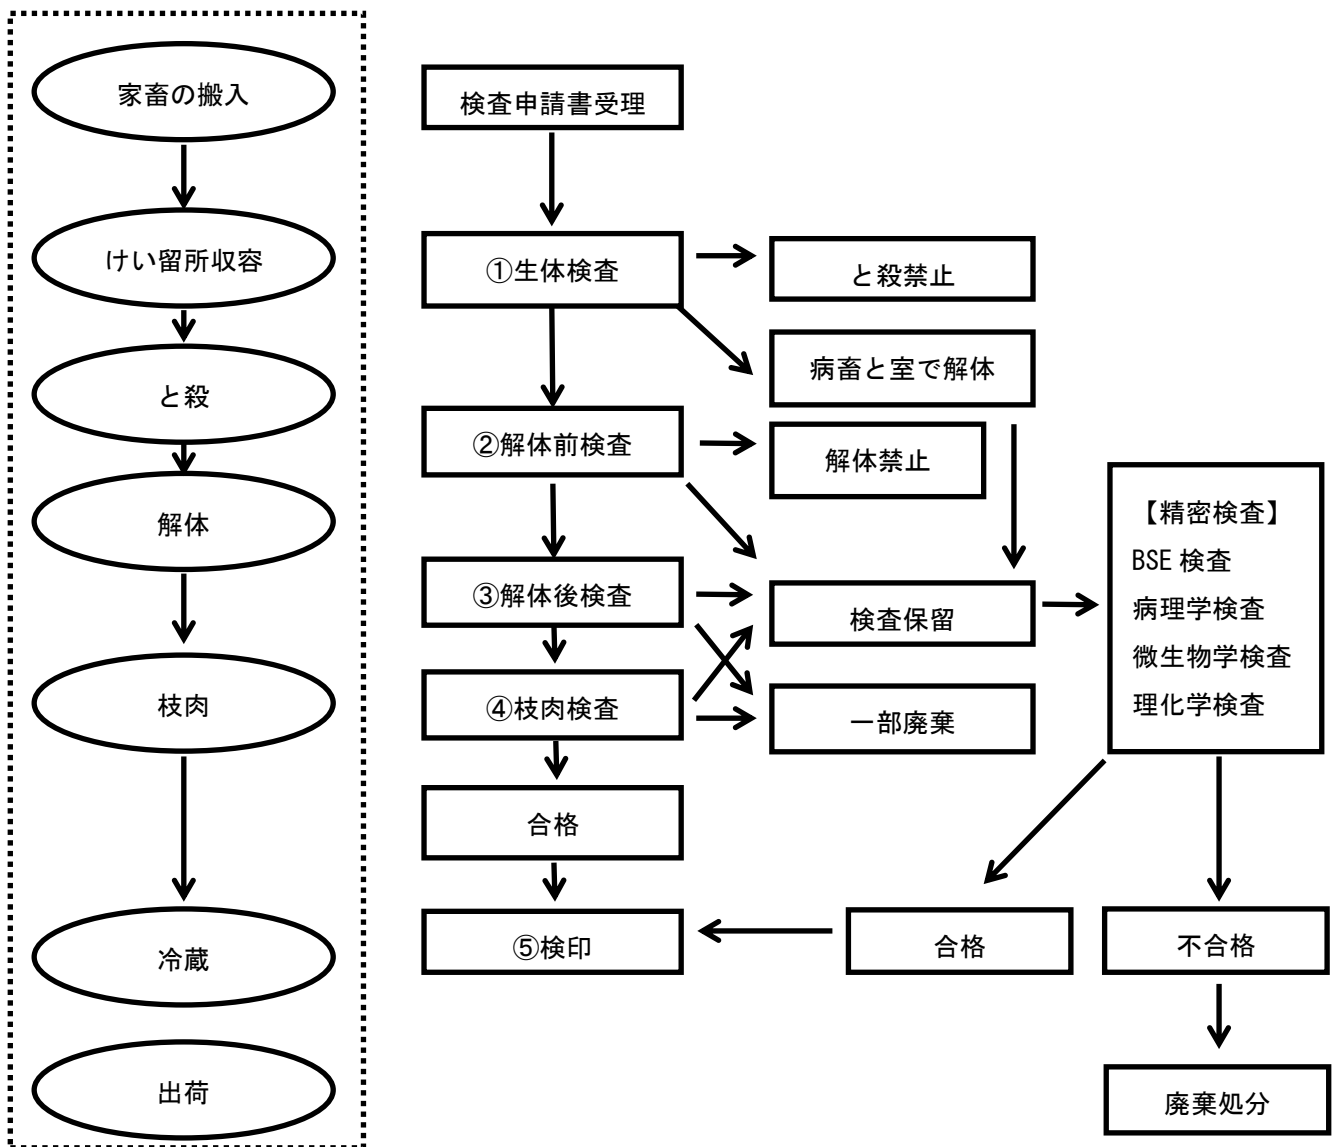 家畜の搬入
けい留所収容
と殺
解体
枝肉
冷蔵
出荷
検査申請書受理
①生体検査
と殺禁止
病畜と室で解体
②解体前検査
解体禁止
③解体後検査
検査保留
④枝肉検査
一部廃棄
【精密検査】
BSE 検査
病理学検査
微生物学検査
理化学検査
合格
⑤検印
合格
不合格
廃棄処分